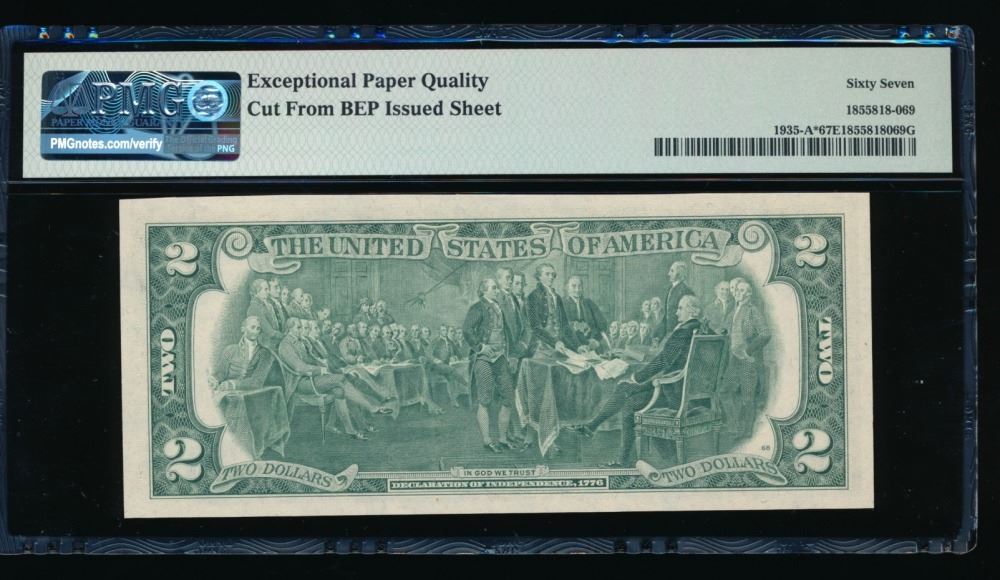 PMG
PAPER MONEY GUARANTY
PMGnotes.com/verify
PNG
Exceptional Paper Quality
Cut From BEP Issued Sheet
Sixty Seven
1855818-069
1935-A*67E1855818069G
THE UNITED STATES OF AMERICA
2
2
TWO
TWO
2
2
68
TWO DOLLARS
IN GOD WE TRUST
TWO DOLLARS
DECLARATION OF INDEPENDENCE, 1776